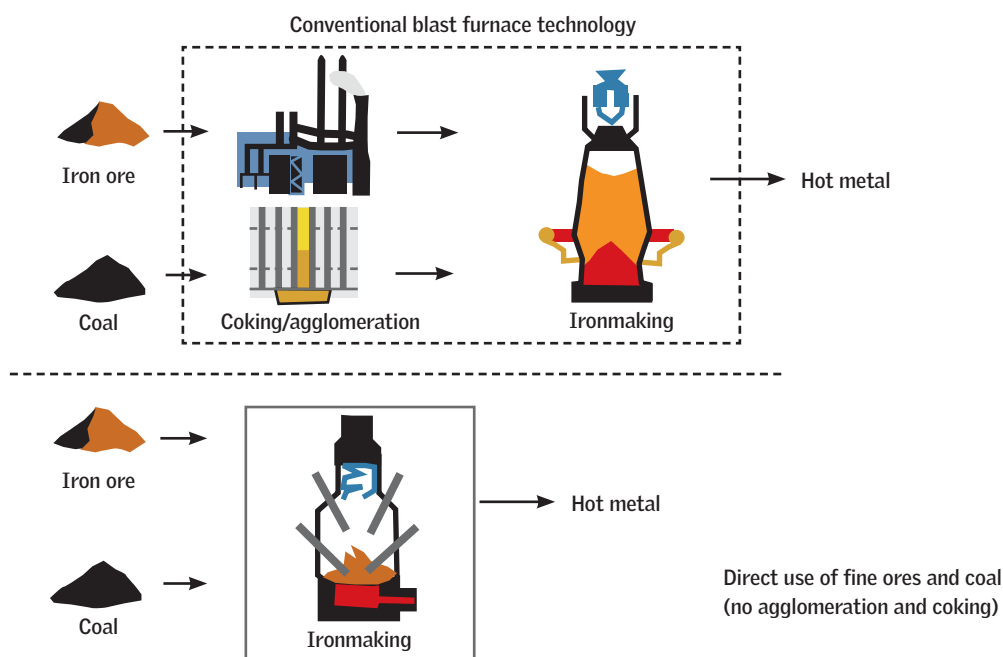 Conventional blast furnace technology
Iron ore
Hot metal
Coal
Coking/agglomeration
Ironmaking
Iron ore
Hot metal
Direct use of fine ores and coal
(no agglomeration and coking)
Coal
Ironmaking